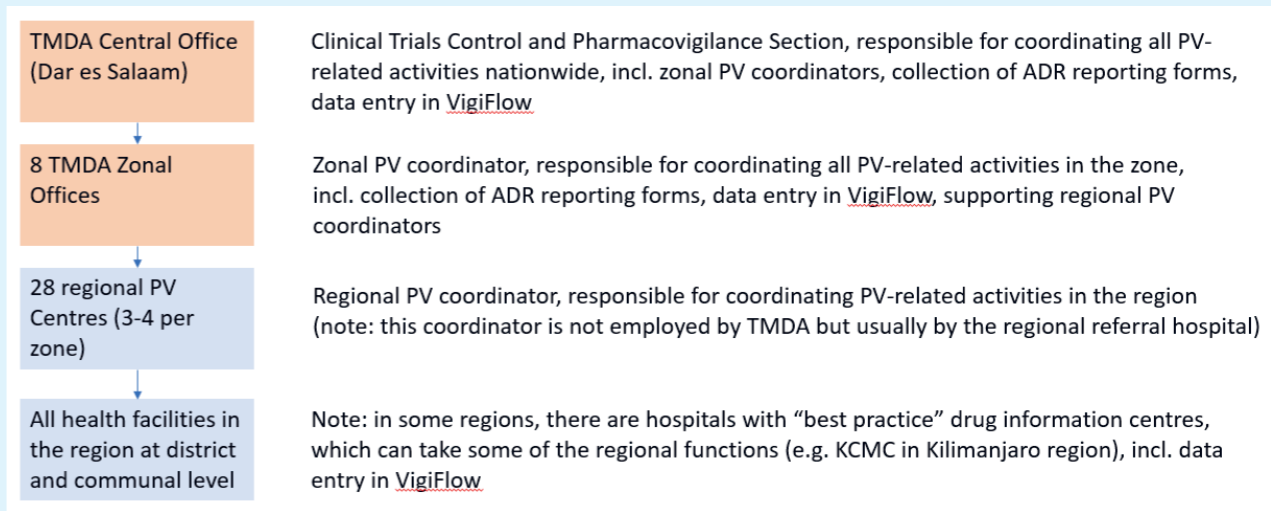 TMDA Central Office
(Dar es Salaam)
Clinical Trials Control and Pharmacovigilance Section, responsible for coordinating all PV-
related activities nationwide, incl. zonal PV coordinators, collection of ADR reporting forms,
data entry in VigiFlow
8 TMDA Zonal
Offices
Zonal PV coordinator, responsible for coordinating all PV-related activities in the zone,
incl. collection of ADR reporting forms, data entry in VigiFlow, supporting regional PV
coordinators
28 regional PV
Centres (3-4 per
zone)
Regional PV coordinator, responsible for coordinating PV-related activities in the region
(note: this coordinator is not employed by TMDA but usually by the regional referral hospital)
All health facilities in
the region at district
and communal level
Note: in some regions, there are hospitals with “best practice” drug information centres,
which can take some of the regional functions (e.g. KCMC in Kilimanjaro region), incl. data
entry in VigiFlow